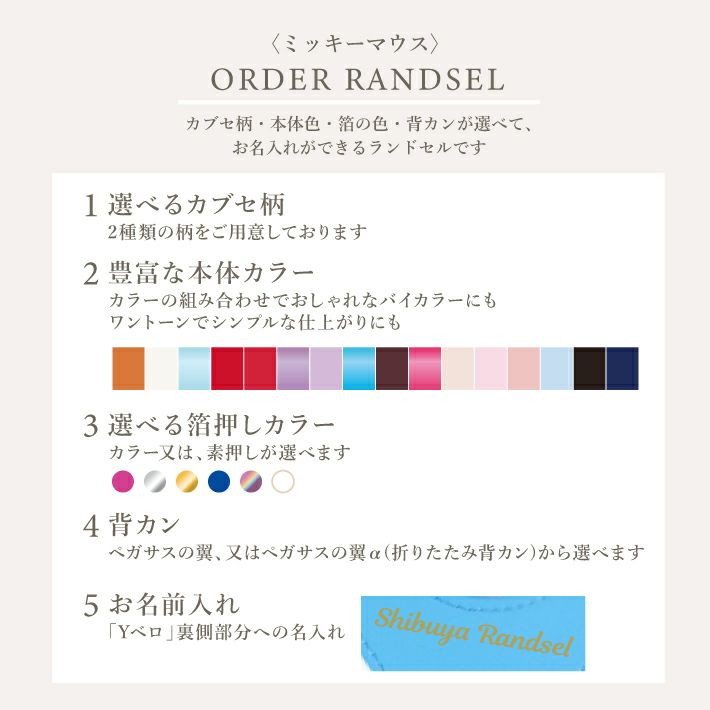 〈ミッキーマウス〉
ORDER RANDSEL
カブセ柄・本体色・箔の色・背カンが選べて、
お名入れができるランドセルです
1 選べるカブセ柄
2種類の柄をご用意しております
2 豊富な本体カラー
カラーの組み合わせでおしゃれなバイカラーにも
ワントーンでシンプルな仕上がりにも
3 選べる箔押しカラー
カラー又は、素押しが選べます
4 背カン
ペガサスの翼、又はペガサスの翼α(折りたたみ背カン)から選べます
5 お名前入れ
「Yベロ」裏側部分への名入れ
Shibuya Randsel